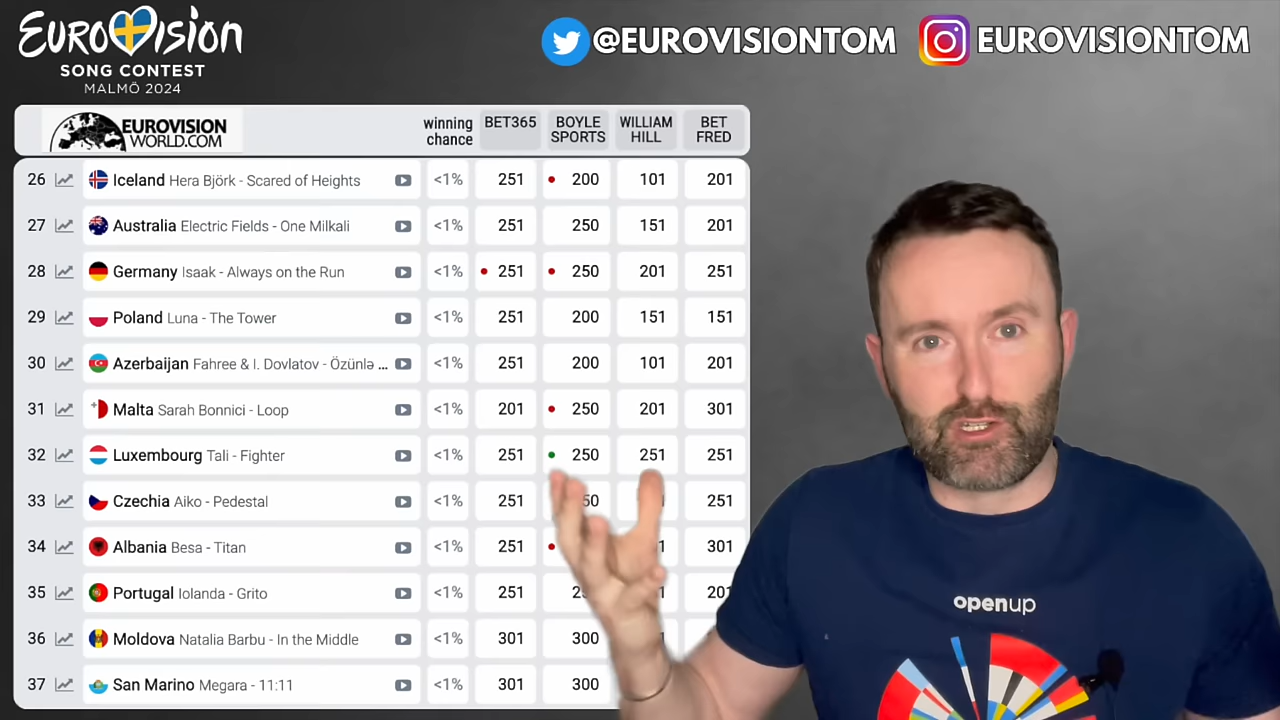 EUROVISION
SONG CONTEST
MALMÖ 2024
@EUROVISIONTOM
EUROVISIONTOM
EUROVISION
WORLD.COM
winning chance BET365 BOYLE SPORTS WILLIAM HILL BET FRED
26 Iceland Hera Björk - Scared of Heights <1% 251 200 101 201
27 Australia Electric Fields - One Milkali <1% 251 250 151 201
28 Germany Isaak - Always on the Run <1% 251 250 201 251
29 Poland Luna - The Tower <1% 251 200 151 151
30 Azerbaijan Fahree & I. Dovlatov - Özünlə ... <1% 251 200 101 201
31 Malta Sarah Bonnici - Loop <1% 201 250 201 301
32 Luxembourg Tali - Fighter <1% 251 250 251 251
33 Czechia Aiko - Pedestal <1% 251 251
34 Albania Besa - Titan <1% 251 301
35 Portugal Iolanda - Grito <1% 251
36 Moldova Natalia Barbu - In the Middle <1% 301 300
37 San Marino Megara - 11:11 <1% 301 300
openup